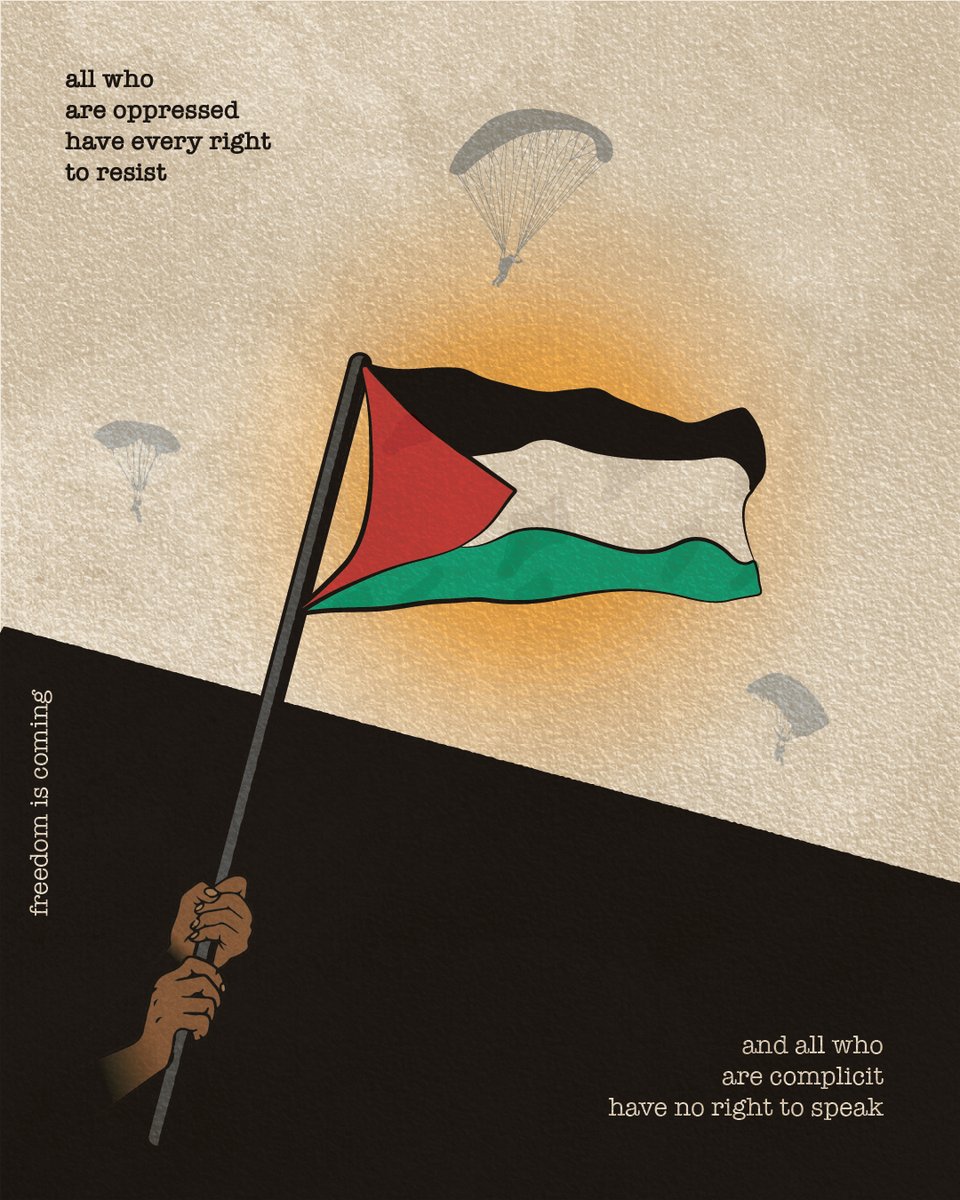 all who
are oppressed
have every right
to resist
freedom is coming
and all who
are complicit
have no right to speak